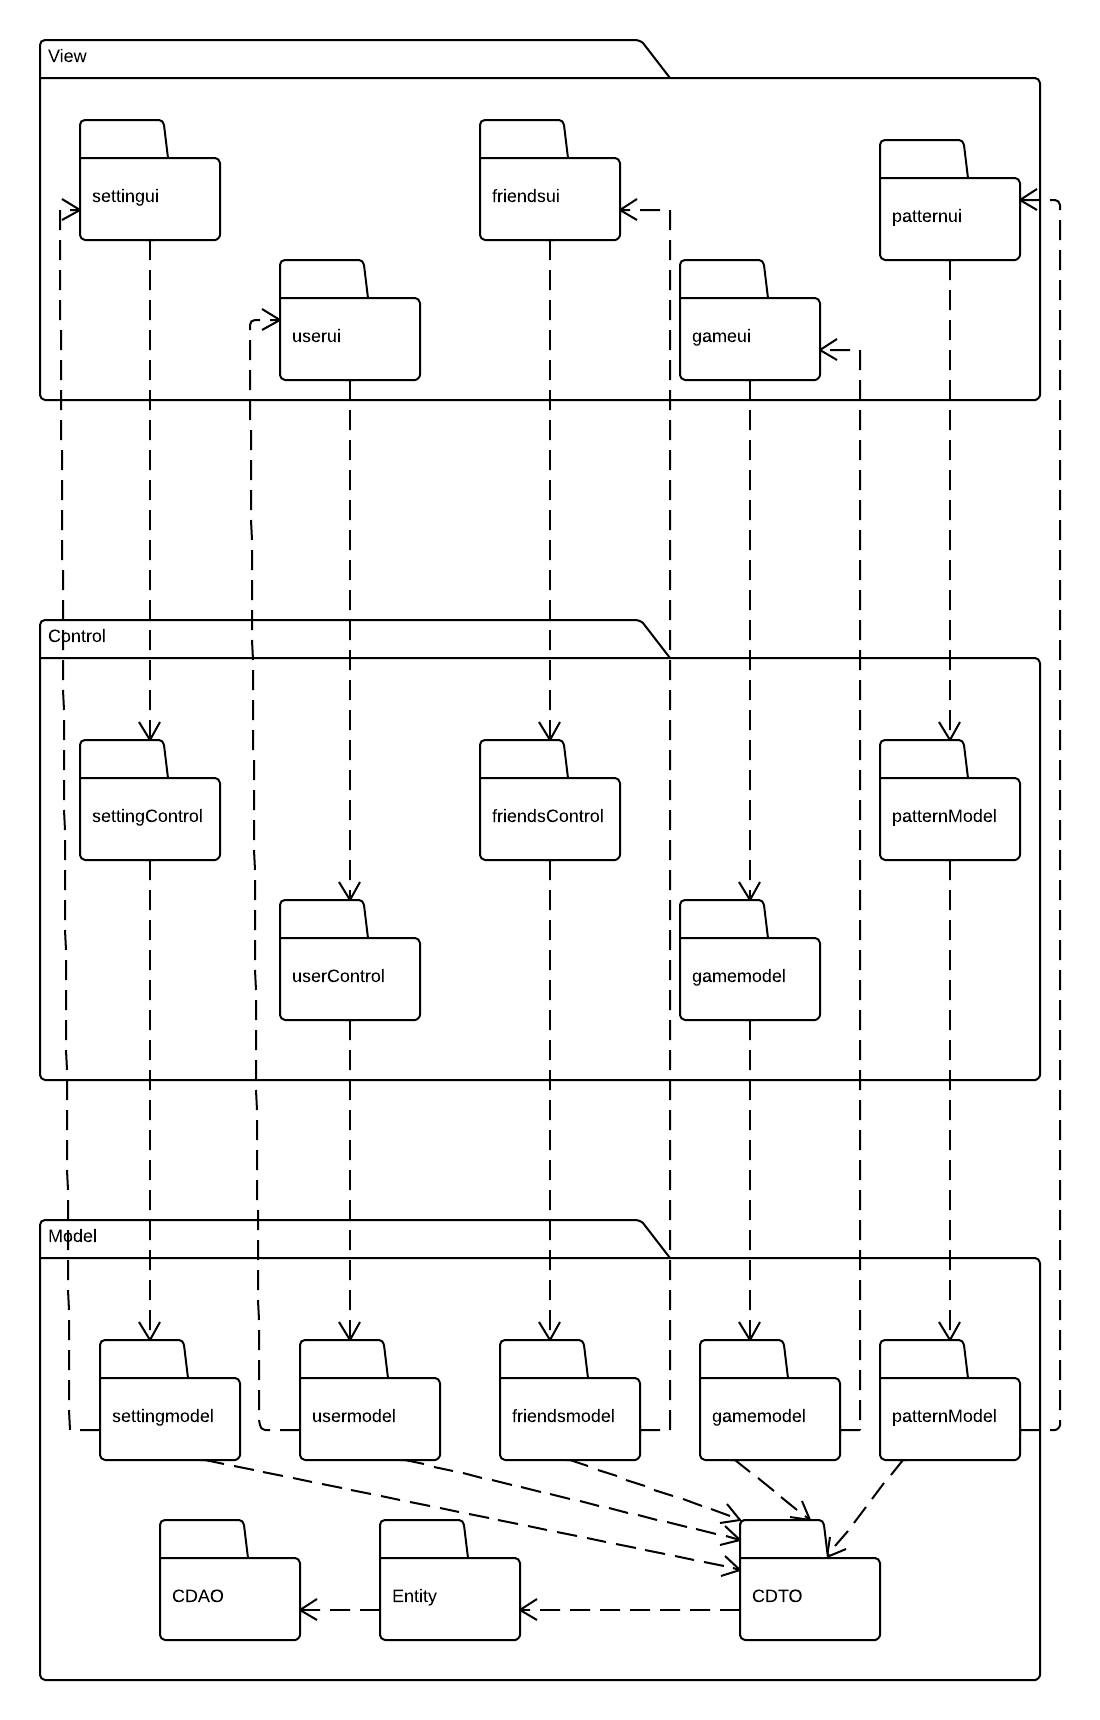 View
settingui
friendsui
patternui
userui
gameui
Control
settingControl
friendsControl
patternModel
userControl
gamemodel
Model
settingmodel
usermodel
friendsmodel
gamemodel
patternModel
CDAO
Entity
CDTO